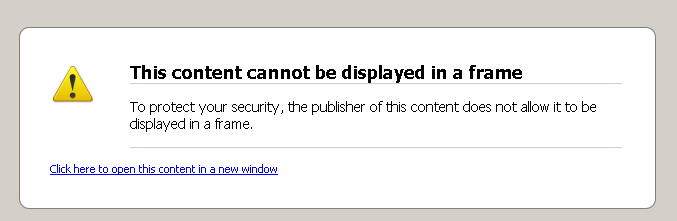 This content cannot be displayed in a frame
To protect your security, the publisher of this content does not allow it to be
displayed in a frame.
Click here to open this content in a new window